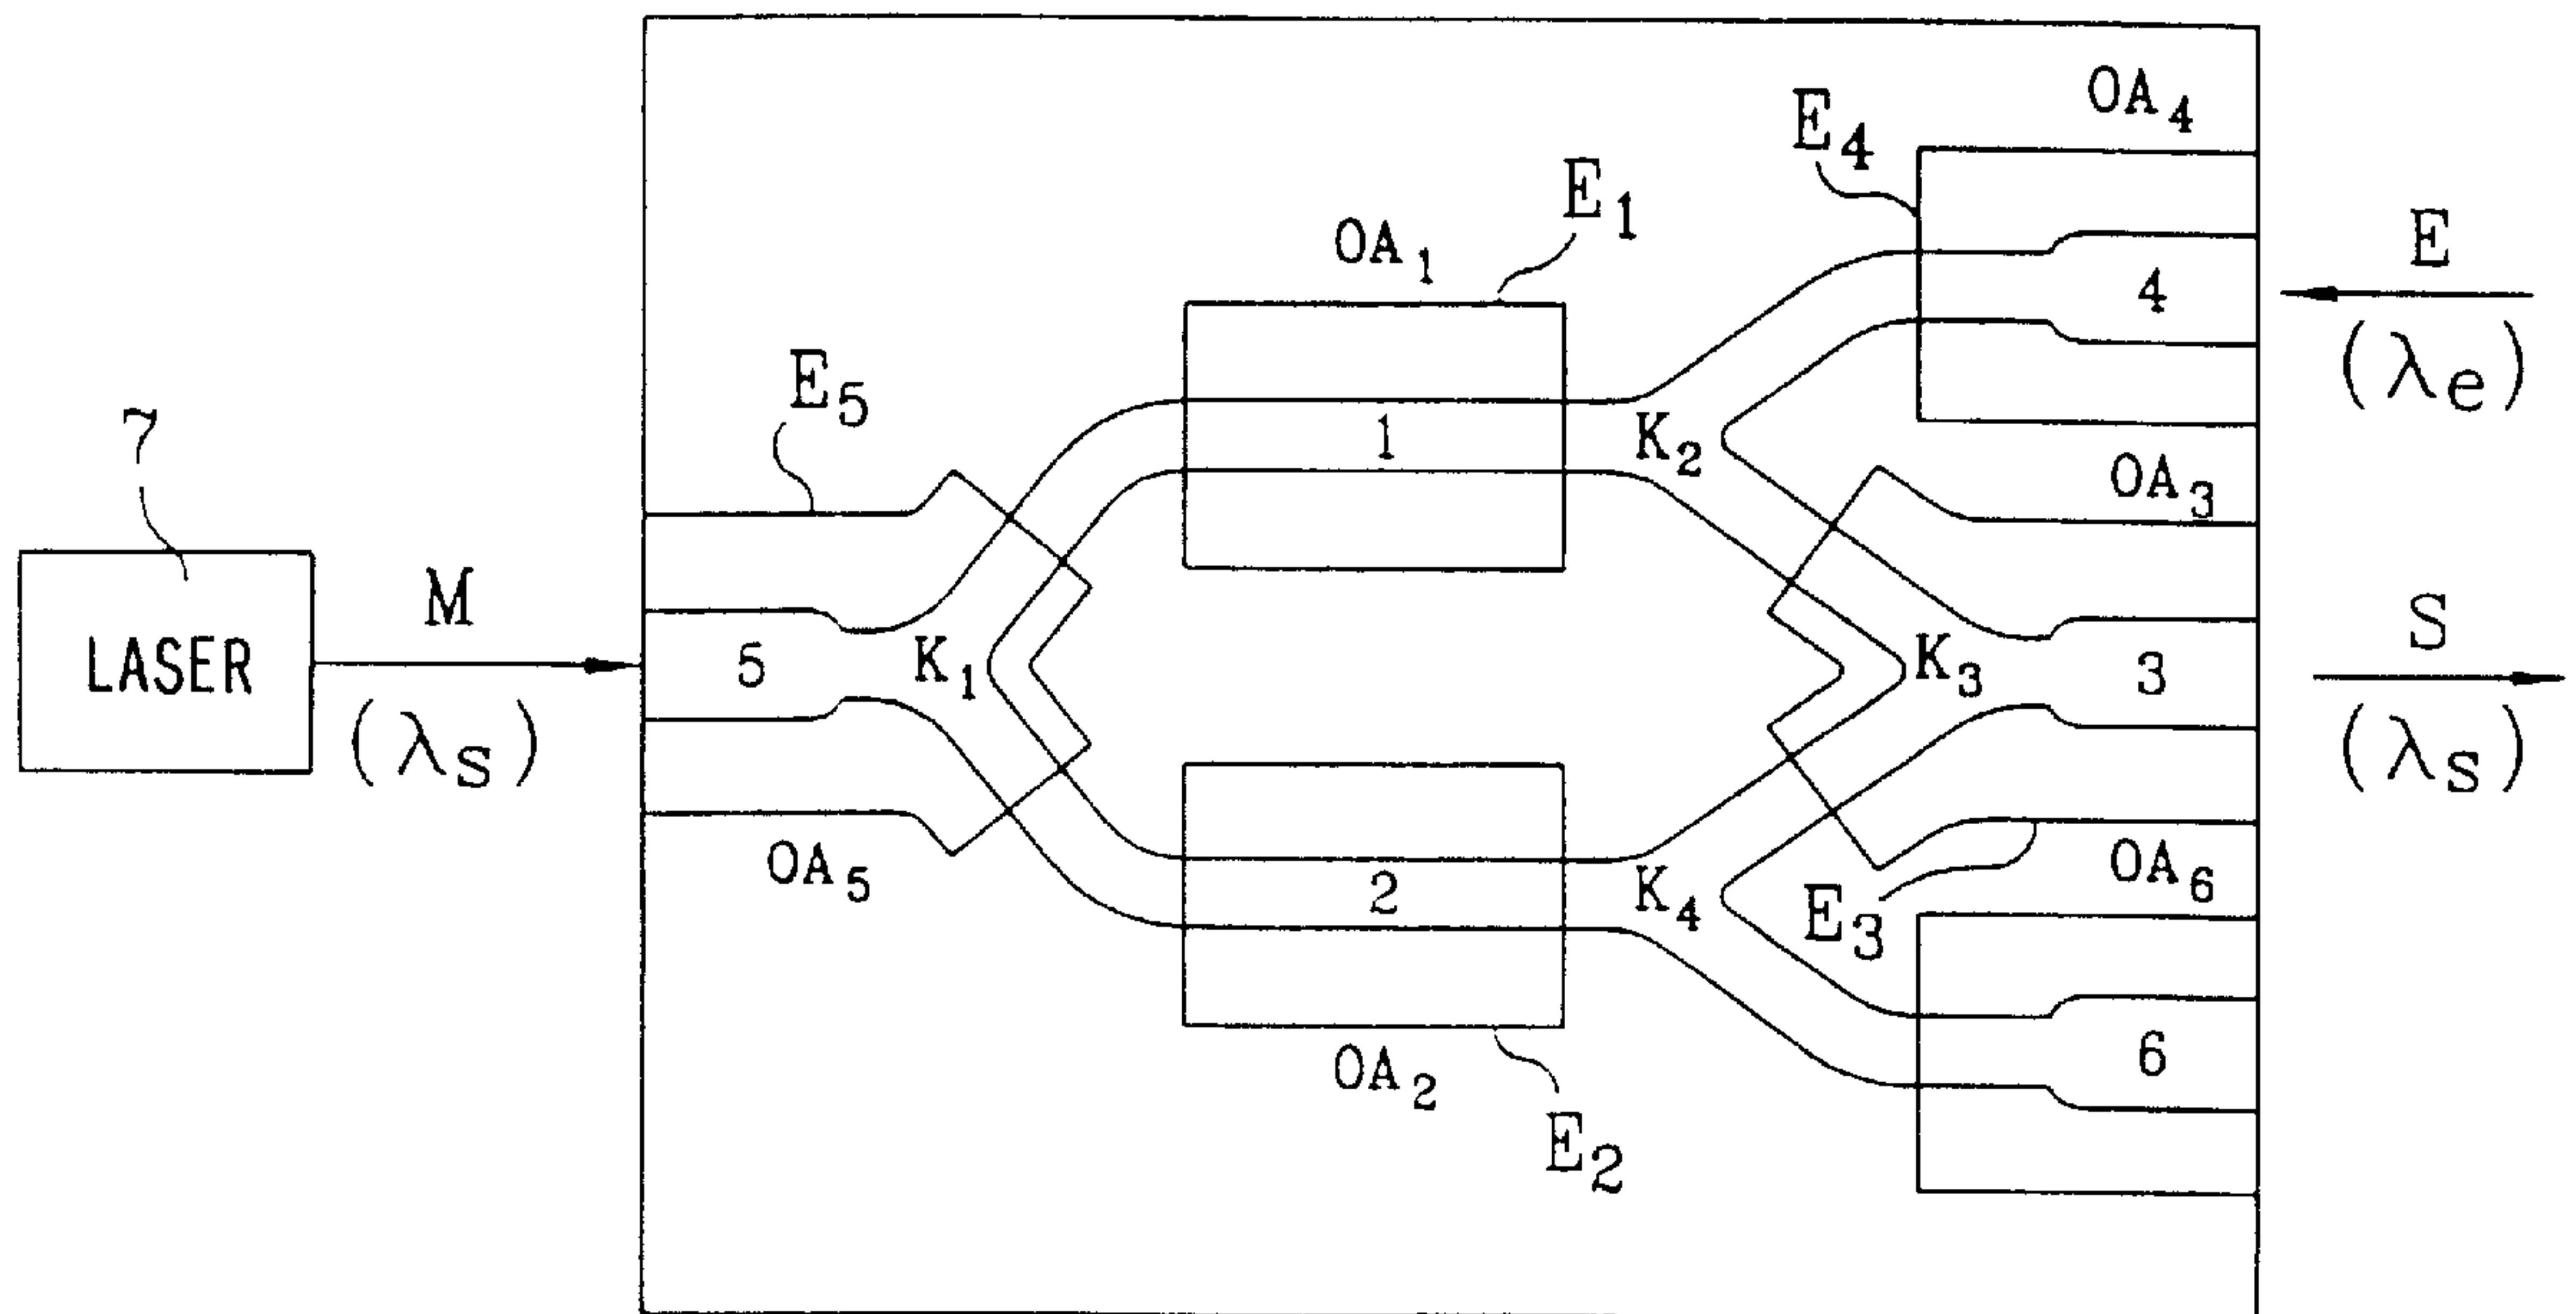 OA₄
E₄
E₁
OA₁
E
4
(λe)
E₅
7
1
K₂
OA₃
M
LASER
5
K₁
K₃
3
S
(λs)
(λs)
OA₅
2
K₄
OA₆
E₃
OA₂
6
E₂